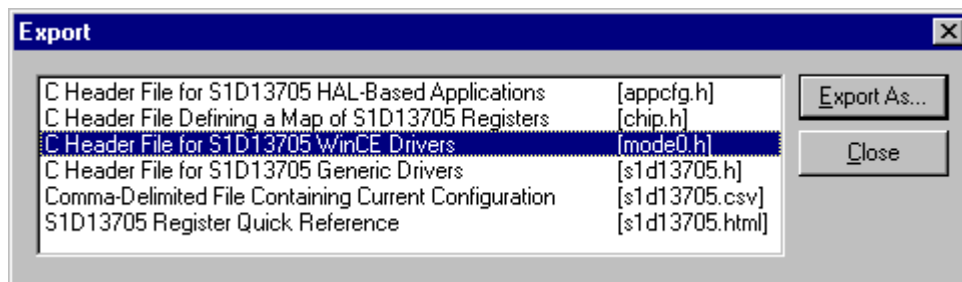 Export
C Header File for S1D13705 HAL-Based Applications [appcfg.h]
C Header File Defining a Map of S1D13705 Registers [chip.h]
C Header File for S1D13705 WinCE Drivers [mode0.h]
C Header File for S1D13705 Generic Drivers [s1d13705.h]
Comma-Delimited File Containing Current Configuration [s1d13705.csv]
S1D13705 Register Quick Reference [s1d13705.html]
Export As...
Close